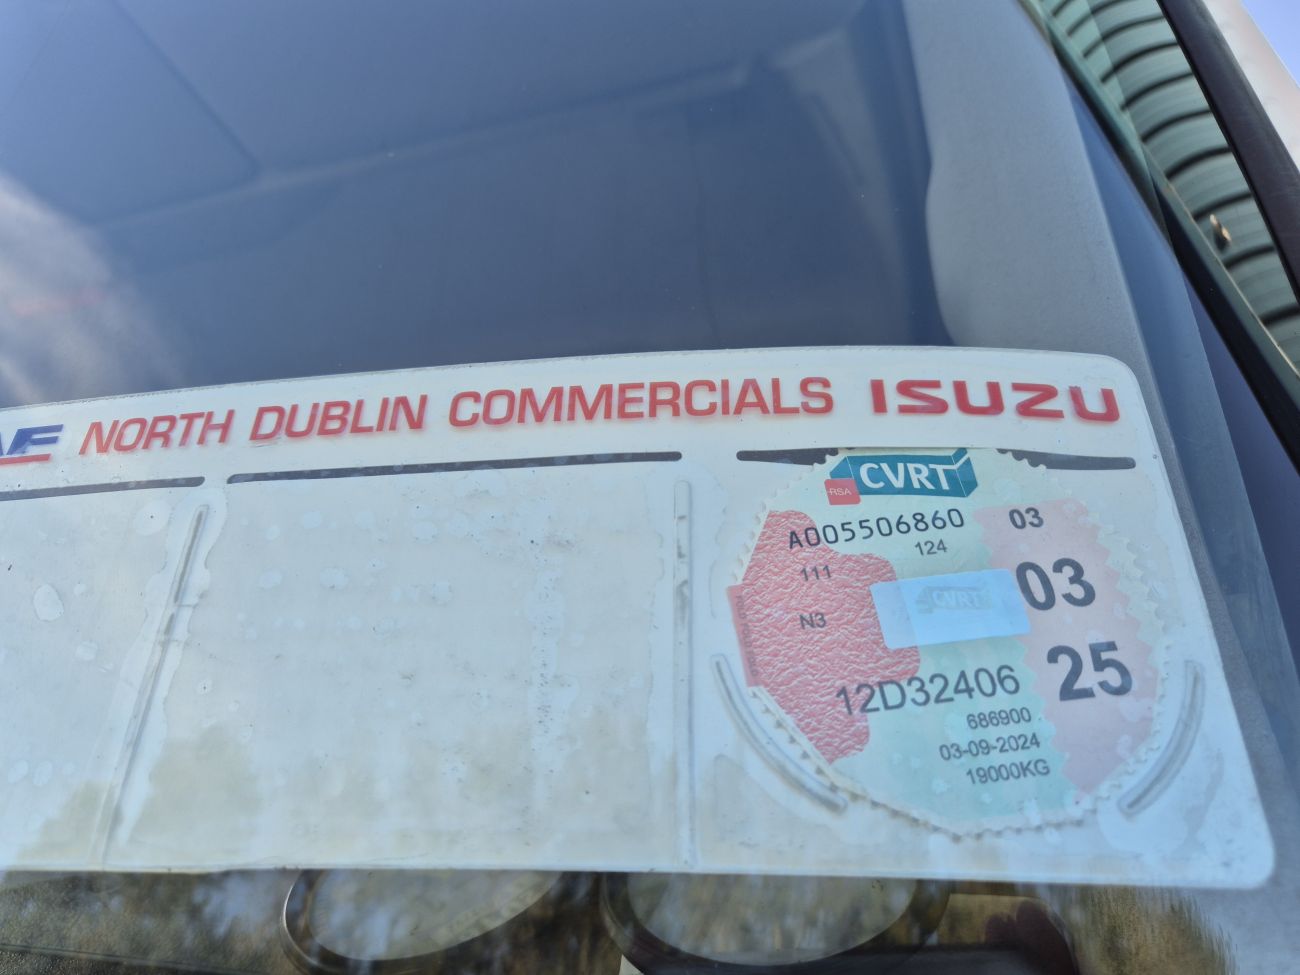 NORTH DUBLIN COMMERCIALS ISUZU
CVRT
RSA
A005506860 03
124
111
03
CVRT
N3
25
12D32406
686900
03-09-2024
19000KG